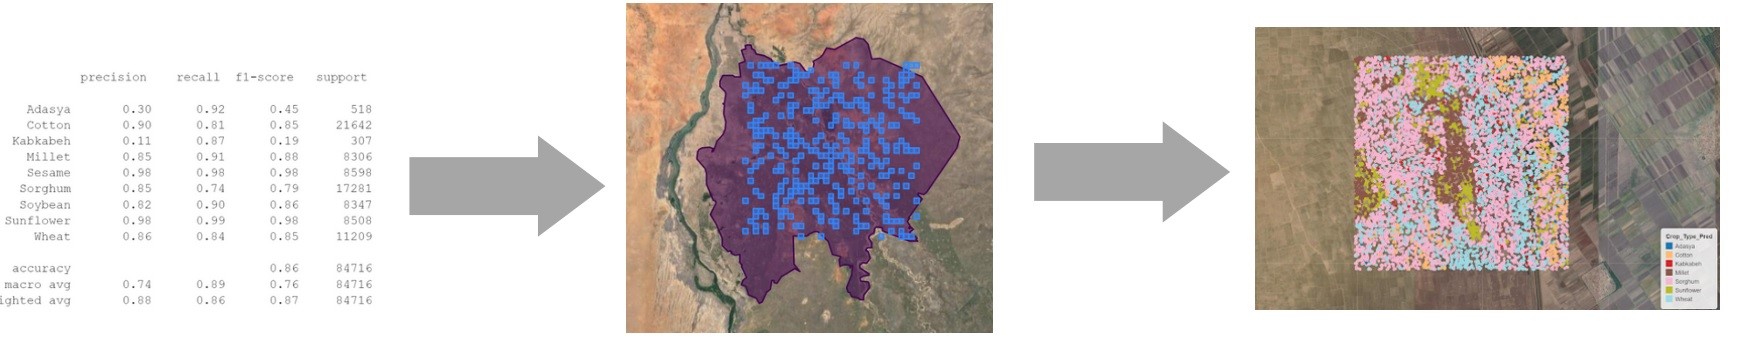 precision recall f1-score support
Adasya 0.30 0.92 0.45 518
Cotton 0.90 0.81 0.85 21642
Kabkabeh 0.11 0.87 0.19 307
Millet 0.85 0.91 0.88 8306
Sesame 0.98 0.98 0.98 8598
Sorghum 0.85 0.74 0.79 17281
Soybean 0.82 0.90 0.86 8347
Sunflower 0.98 0.99 0.98 8508
Wheat 0.86 0.84 0.85 11209
accuracy 0.86 84716
macro avg 0.74 0.89 0.76 84716
ighted avg 0.88 0.86 0.87 84716
Crop_Type_Pred
Adasya
Cotton
Kabkabeh
Millet
Sorghum
Sunflower
Wheat